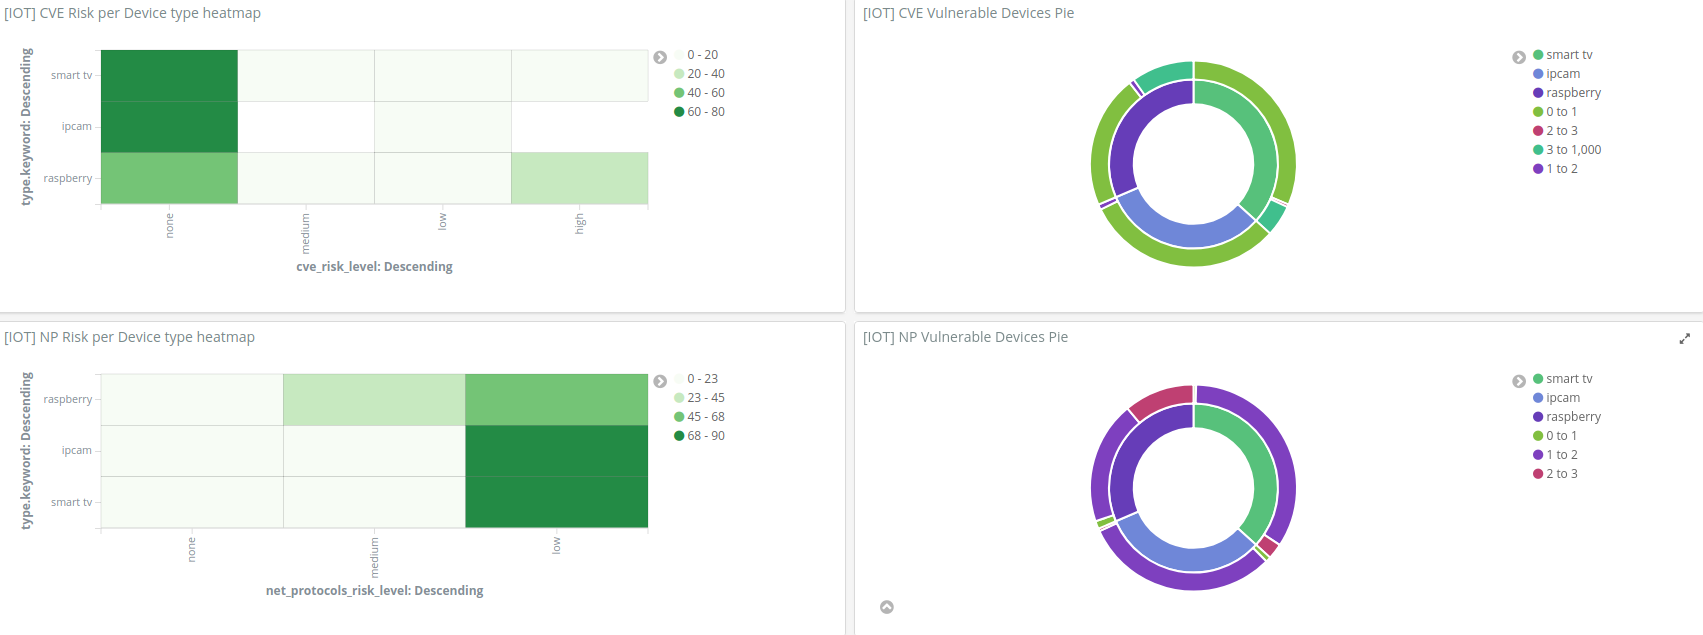 [IOT] CVE Risk per Device type heatmap
type.keyword: Descending
smart tv
ipcam
raspberry
none
medium
low
high
cve_risk_level: Descending
0 - 20
20 - 40
40 - 60
60 - 80
[IOT] CVE Vulnerable Devices Pie
smart tv
ipcam
raspberry
0 to 1
2 to 3
3 to 1,000
1 to 2
[IOT] NP Risk per Device type heatmap
type.keyword: Descending
raspberry
ipcam
smart tv
none
medium
low
net_protocols_risk_level: Descending
0 - 23
23 - 45
45 - 68
68 - 90
[IOT] NP Vulnerable Devices Pie
smart tv
ipcam
raspberry
0 to 1
1 to 2
2 to 3